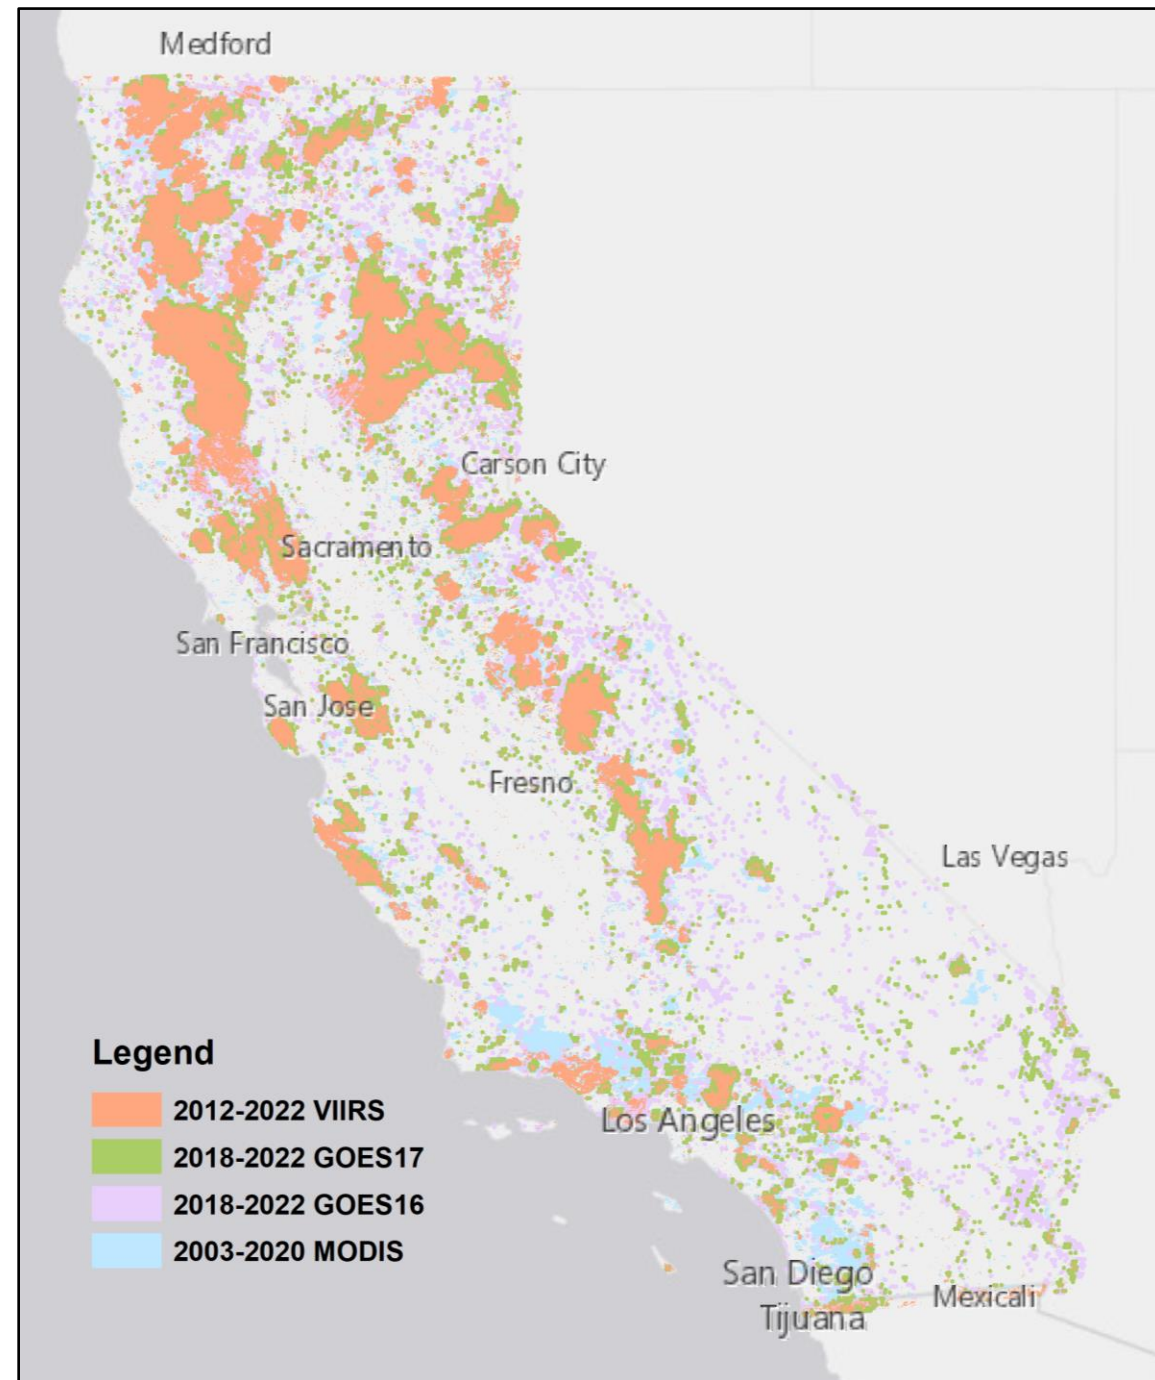 Medford
Carson City
Sacramento
San Francisco
San Jose
Fresno
Las Vegas
Legend
2012-2022 VIIRS
2018-2022 GOES17
2018-2022 GOES16
2003-2020 MODIS
Los Angeles
San Diego
Mexicali
Tijuana